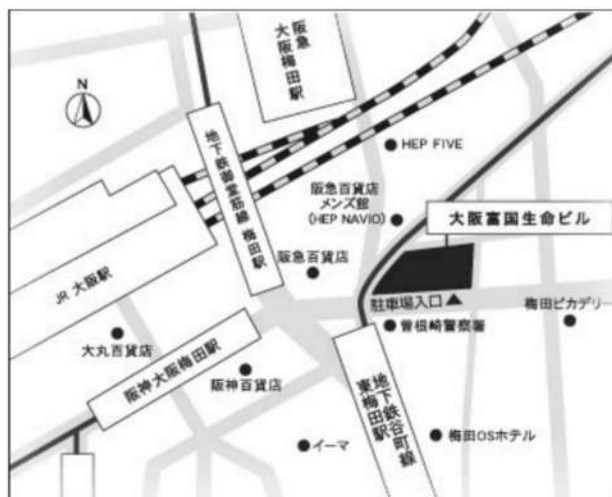 阪急
大阪梅田駅
N
地下鉄御堂筋線 梅田駅
HEP FIVE
阪急百貨店
メンズ館
(HEP NAVIO)
大阪富国生命ビル
阪急百貨店
JR 大阪駅
駐車場入口▲
梅田ピカデリー
曽根崎警察署
大丸百貨店
阪神大阪梅田駅
阪神百貨店
地下鉄谷町線
東梅田駅
イーマ
梅田OSホテル